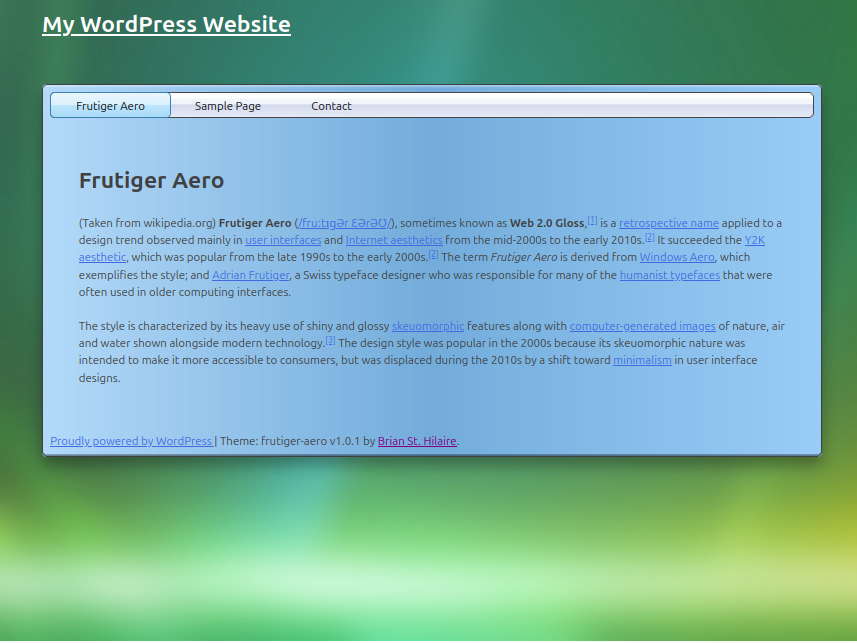 My WordPress Website
Frutiger Aero Sample Page Contact
Frutiger Aero
(Taken from wikipedia.org) Frutiger Aero (/fruːtɪɡƏr ƐƏrƏƱ/), sometimes known as Web 2.0 Gloss,[1] is a retrospective name applied to a
design trend observed mainly in user interfaces and Internet aesthetics from the mid-2000s to the early 2010s.[2] It succeeded the Y2K
aesthetic, which was popular from the late 1990s to the early 2000s.[2] The term Frutiger Aero is derived from Windows Aero, which
exemplifies the style; and Adrian Frutiger, a Swiss typeface designer who was responsible for many of the humanist typefaces that were
often used in older computing interfaces.
The style is characterized by its heavy use of shiny and glossy skeuomorphic features along with computer-generated images of nature, air
and water shown alongside modern technology.[3] The design style was popular in the 2000s because its skeuomorphic nature was
intended to make it more accessible to consumers, but was displaced during the 2010s by a shift toward minimalism in user interface
designs.
Proudly powered by WordPress | Theme: frutiger-aero v1.0.1 by Brian St. Hilaire.